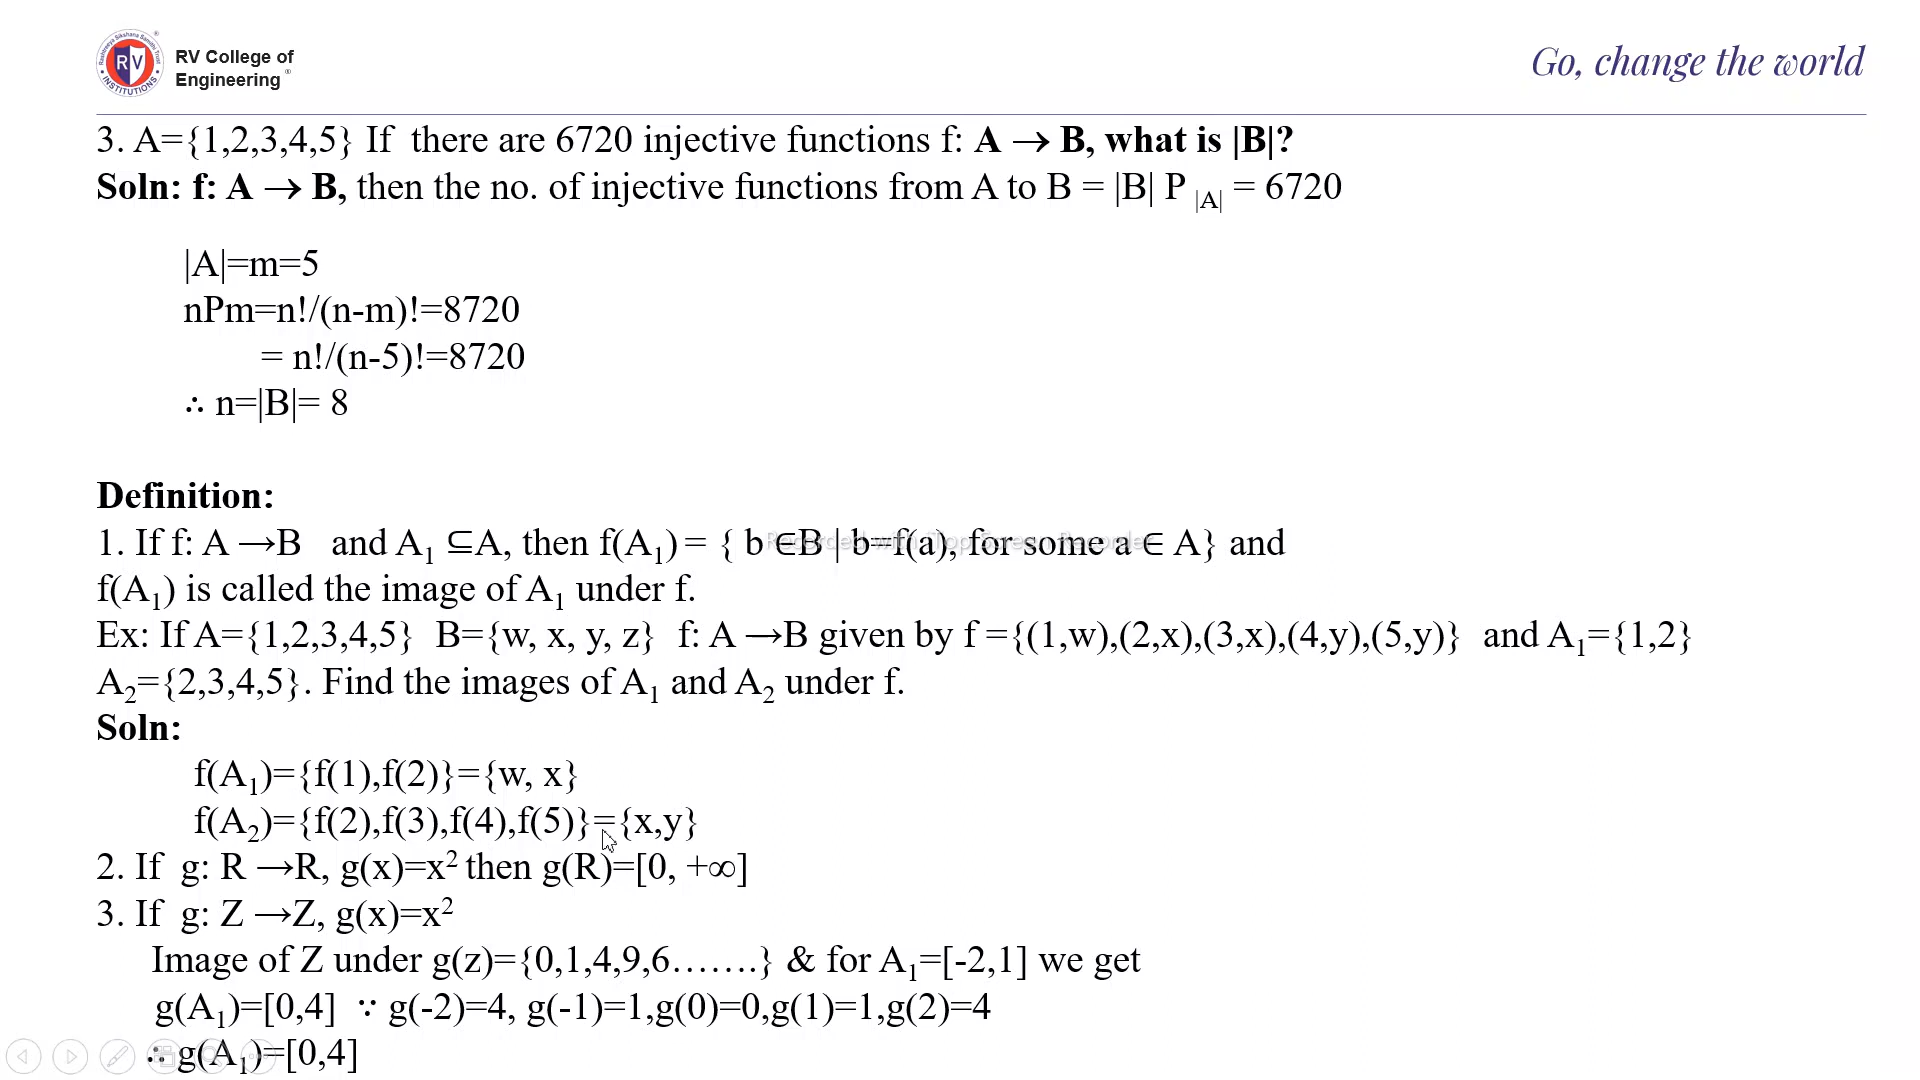 RV College of
Engineering ®
Go, change the world
RV
INSTITUTIONS
3. A={1,2,3,4,5} If there are 6720 injective functions f: A → B, what is |B|?
Soln: f: A → B, then the no. of injective functions from A to B = |B| P |A| = 6720
|A|=m=5
nPm=n!/(n-m)!=8720
= n!/(n-5)!=8720
∴ n=|B|= 8
Definition:
1. If f: A →B and A₁ ⊆A, then f(A₁) = { b ∈B | b=f(a), for some a ∈ A} and
f(A₁) is called the image of A₁ under f.
Ex: If A={1,2,3,4,5} B={w, x, y, z} f: A →B given by f ={(1,w),(2,x),(3,x),(4,y),(5,y)} and A₁={1,2}
A₂={2,3,4,5}. Find the images of A₁ and A₂ under f.
Soln:
f(A₁)={f(1),f(2)}={w, x}
f(A₂)={f(2),f(3),f(4),f(5)}={x,y}
2. If g: R →R, g(x)=x² then g(R)=[0, +∞]
3. If g: Z →Z, g(x)=x²
Image of Z under g(z)={0,1,4,9,6…….} & for A₁=[-2,1] we get
g(A₁)=[0,4] ∵ g(-2)=4, g(-1)=1,g(0)=0,g(1)=1,g(2)=4
∴ g(A₁)=[0,4]